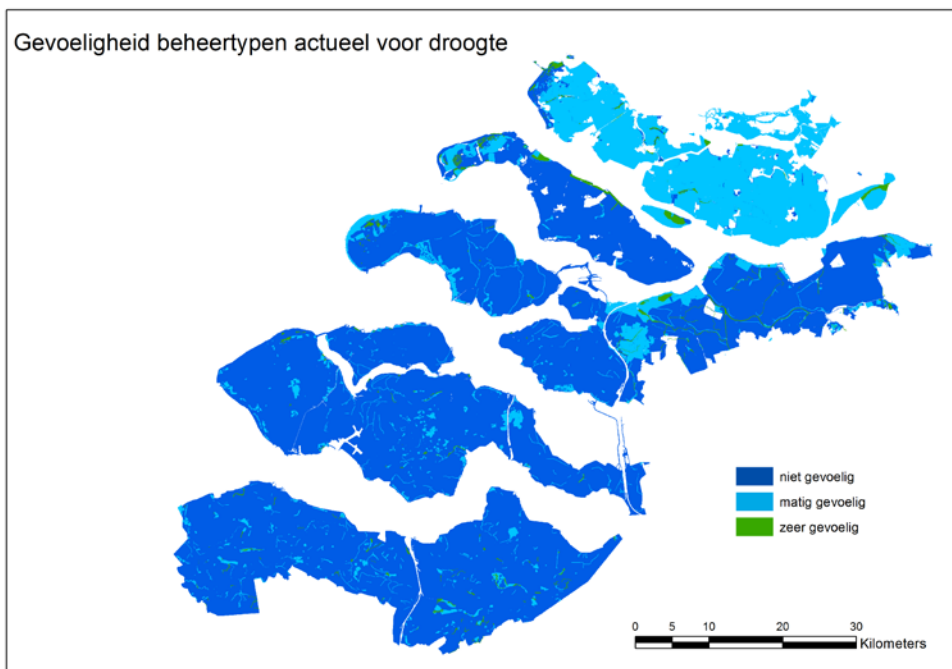 Gevoeligheid beheertypen actueel voor droogte
niet gevoelig
matig gevoelig
zeer gevoelig
0 5 10 20 30
Kilometers